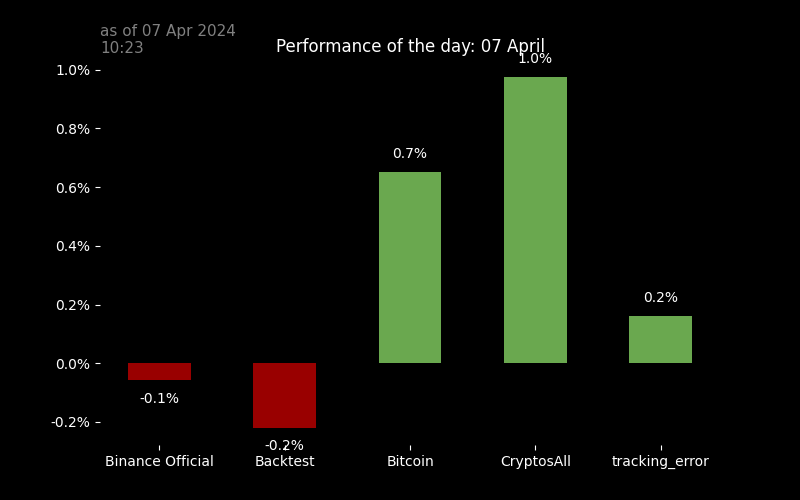 as of 07 Apr 2024
10:23
Performance of the day: 07 April
1.0%
1.0%
0.8%
0.7%
0.6%
0.4%
0.2%
0.2%
0.0%
-0.1%
-0.2%
-0.2%
Binance Official
Backtest
Bitcoin
CryptosAll
tracking_error